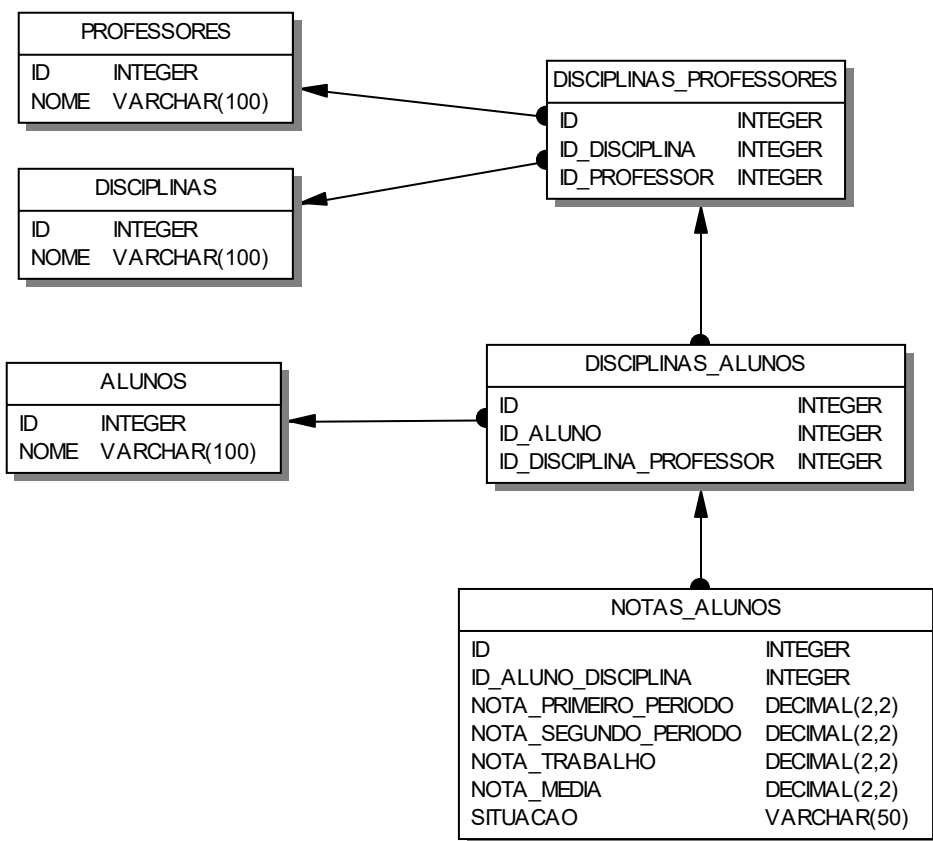 PROFESSORES
ID INTEGER
NOME VARCHAR(100)
DISCIPLINAS_PROFESSORES
ID INTEGER
ID_DISCIPLINA INTEGER
ID_PROFESSOR INTEGER
DISCIPLINAS
ID INTEGER
NOME VARCHAR(100)
ALUNOS
ID INTEGER
NOME VARCHAR(100)
DISCIPLINAS_ALUNOS
ID INTEGER
ID_ALUNO INTEGER
ID_DISCIPLINA_PROFESSOR INTEGER
NOTAS_ALUNOS
ID INTEGER
ID_ALUNO_DISCIPLINA INTEGER
NOTA_PRIMEIRO_PERIODO DECIMAL(2,2)
NOTA_SEGUNDO_PERIODO DECIMAL(2,2)
NOTA_TRABALHO DECIMAL(2,2)
NOTA_MEDIA DECIMAL(2,2)
SITUACAO VARCHAR(50)